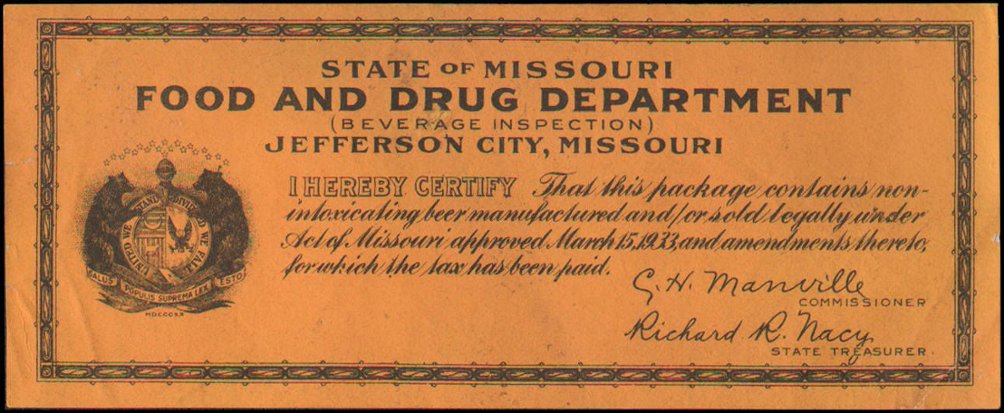 STATE OF MISSOURI
FOOD AND DRUG DEPARTMENT
(BEVERAGE INSPECTION)
JEFFERSON CITY, MISSOURI
I HEREBY CERTIFY That this package contains non-
intoxicating beer manufactured and/or sold legally under
Act of Missouri approved March 15, 1933, and amendments thereto,
for which the tax has been paid.
G. H. Manville
COMMISSIONER
Richard R. Nacy
STATE TREASURER.
UNITED WE STAND DIVIDED WE FALL
SALUS POPULIS SUPREMA LEX ESTO
MDCCCXX